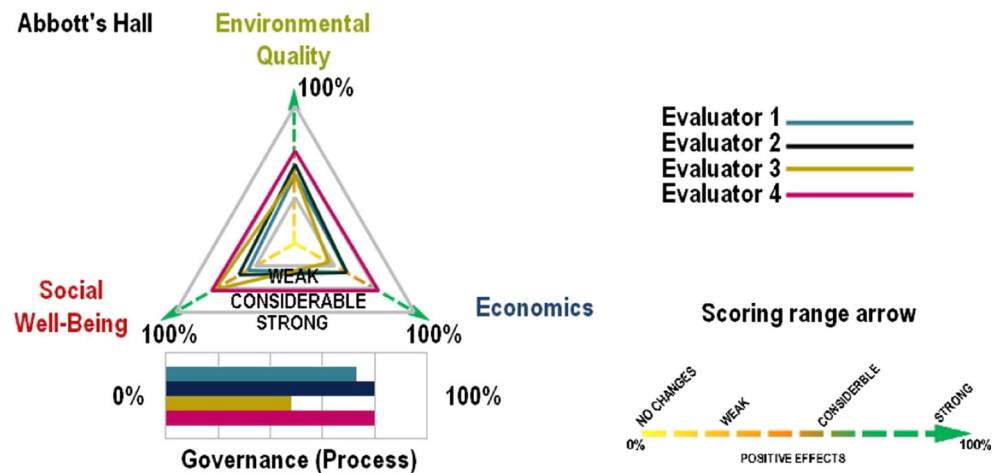 Abbott's Hall
Environmental
Quality
100%
Evaluator 1
Evaluator 2
Evaluator 3
Evaluator 4
WEAK
CONSIDERABLE
STRONG
Social
Well-Being
100%
100%
Economics
0%
100%
Governance (Process)
Scoring range arrow
NO CHANGES
WEAK
CONSIDERBLE
STRONG
0%
100%
POSITIVE EFFECTS